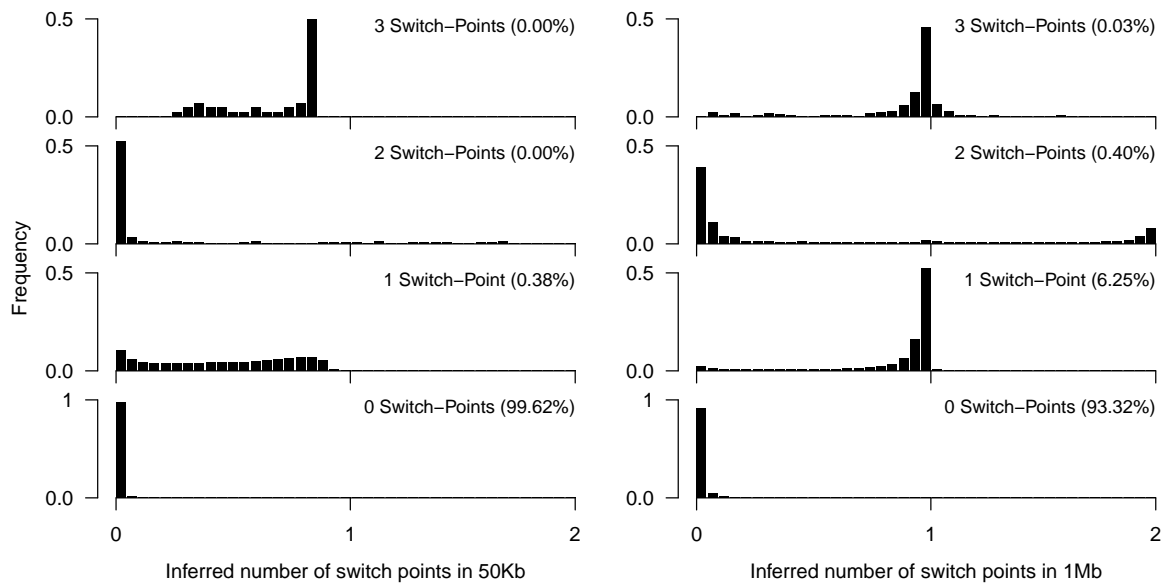 Frequency
0.5
3 Switch−Points (0.00%)
0.0
0.5
2 Switch−Points (0.00%)
0.0
0.5
1 Switch−Point (0.38%)
0.0
1
0 Switch−Points (99.62%)
0.0
0 1 2
Inferred number of switch points in 50Kb
0.5
3 Switch−Points (0.03%)
0.0
0.5
2 Switch−Points (0.40%)
0.0
0.5
1 Switch−Point (6.25%)
0.0
1
0 Switch−Points (93.32%)
0.0
0 1 2
Inferred number of switch points in 1Mb